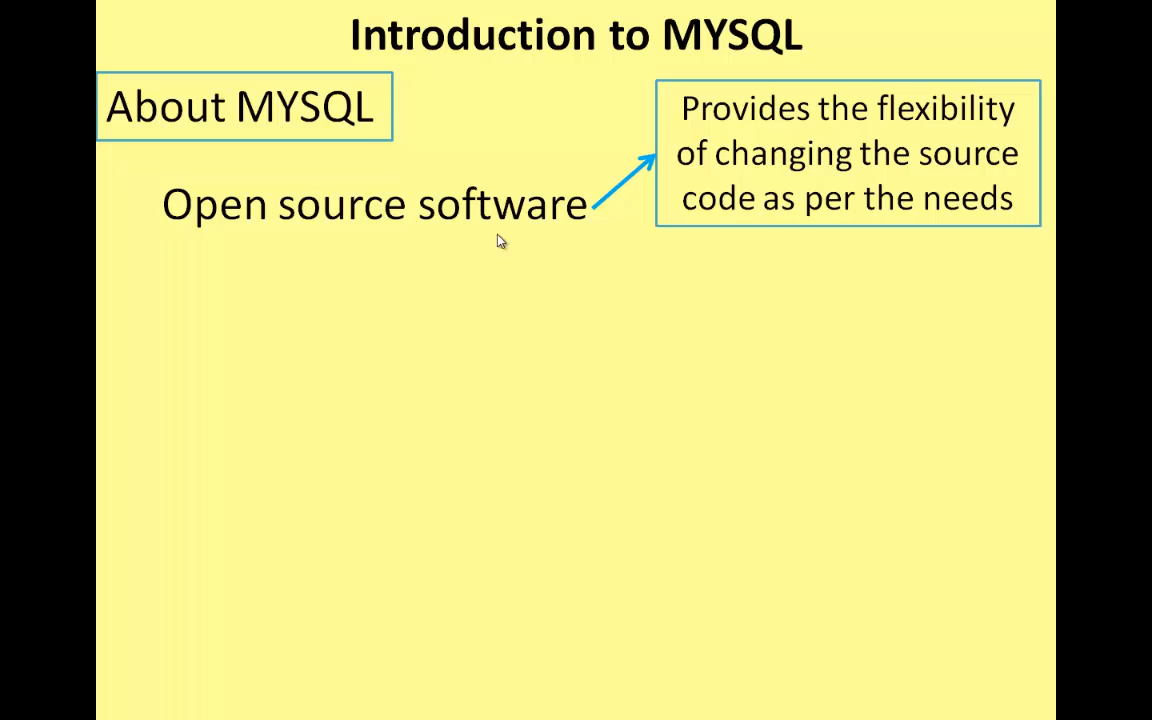 Introduction to MYSQL
About MYSQL
Open source software
Provides the flexibility
of changing the source
code as per the needs